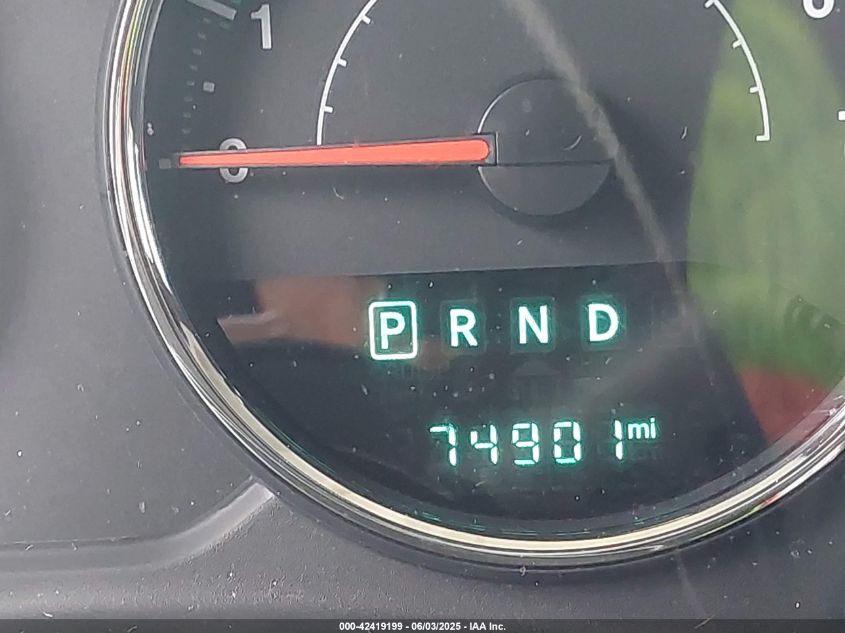 1
0
P R N D
74901 mi
000-42419199 - 06/03/2025 - IAA Inc.